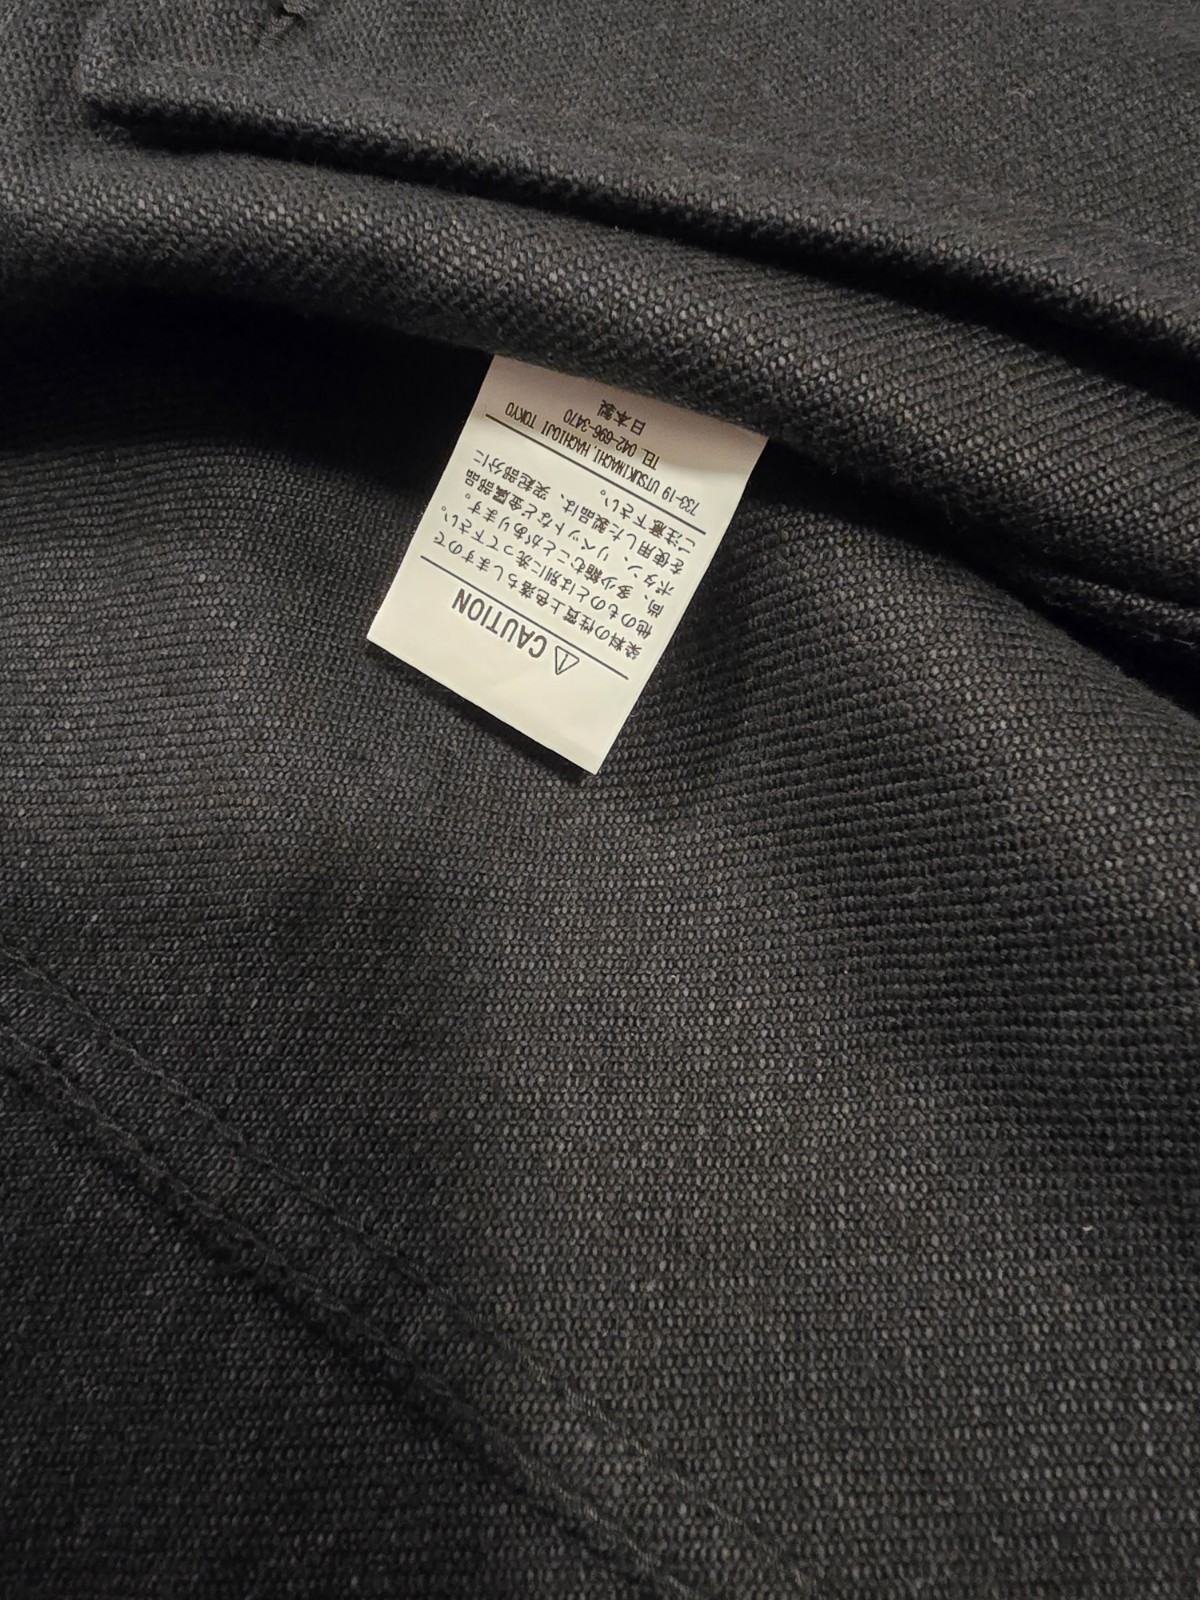 ⚠ CAUTION
染料の性質上色落ちしますので
他のものとは別に洗って下さい。
尚、多少縮むことがあります。
ボタン、リベットなど金属部品
を使用した製品は、突起部分に
ご注意下さい。
733-19 UTSUKIMACHI, HACHIOJI TOKYO
TEL 042-696-3470
日本製